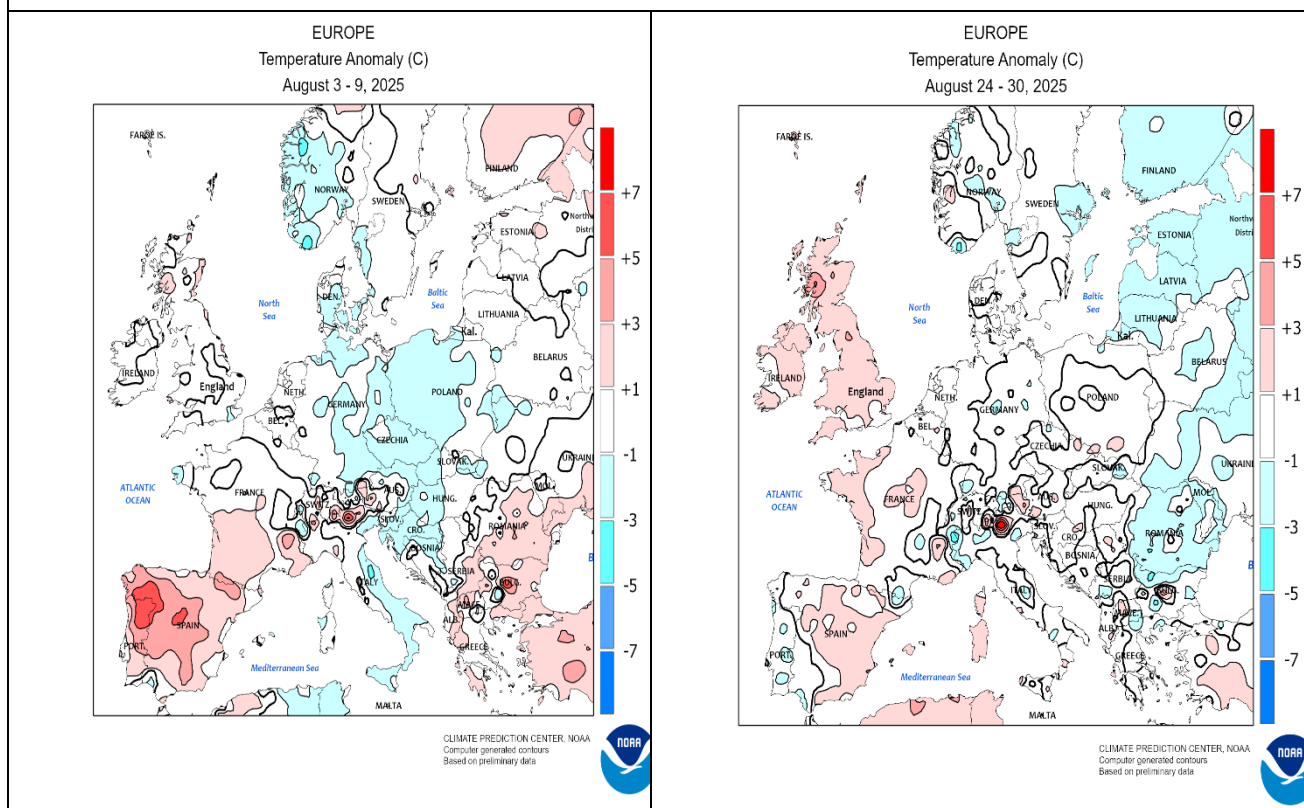 EUROPE
Temperature Anomaly (C)
August 3 - 9, 2025
FAROE IS.
FINLAND
NORWAY
SWEDEN
ESTONIA
LATVIA
LITHUANIA
Kal.
BELARUS
North
Sea
Baltic
Sea
DEN.
IRELAND
England
NETH.
BEL.
GERMANY
POLAND
CZECHIA
SLOVAK.
UKRAINE
MOL.
ATLANTIC
OCEAN
FRANCE
SWITZ.
AUS.
HUNG.
SLOV.
CRO.
BOSNIA
ROMANIA
SERBIA
BULG.
ITALY
ALB.
GREECE
PORT.
SPAIN
Mediterranean Sea
MALTA
+7
+5
+3
+1
-1
-3
-5
-7
CLIMATE PREDICTION CENTER, NOAA
Computer generated contours
Based on preliminary data
NOAA
EUROPE
Temperature Anomaly (C)
August 24 - 30, 2025
FAROE IS.
FINLAND
NORWAY
SWEDEN
ESTONIA
LATVIA
LITHUANIA
Kal.
BELARUS
North
Sea
Baltic
Sea
DEN.
IRELAND
England
NETH.
BEL.
GERMANY
POLAND
CZECHIA
SLOVAK.
UKRAINE
MOL.
ATLANTIC
OCEAN
FRANCE
SWITZ.
AUS.
HUNG.
SLOV.
CRO.
BOSNIA
ROMANIA
SERBIA
BULG.
ITALY
ALB.
GREECE
PORT.
SPAIN
Mediterranean Sea
MALTA
+7
+5
+3
+1
-1
-3
-5
-7
CLIMATE PREDICTION CENTER, NOAA
Computer generated contours
Based on preliminary data
NOAA